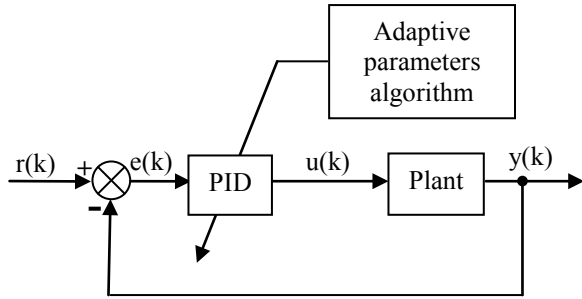 Adaptive
parameters
algorithm
r(k)
+
e(k)
PID
u(k)
Plant
y(k)
-